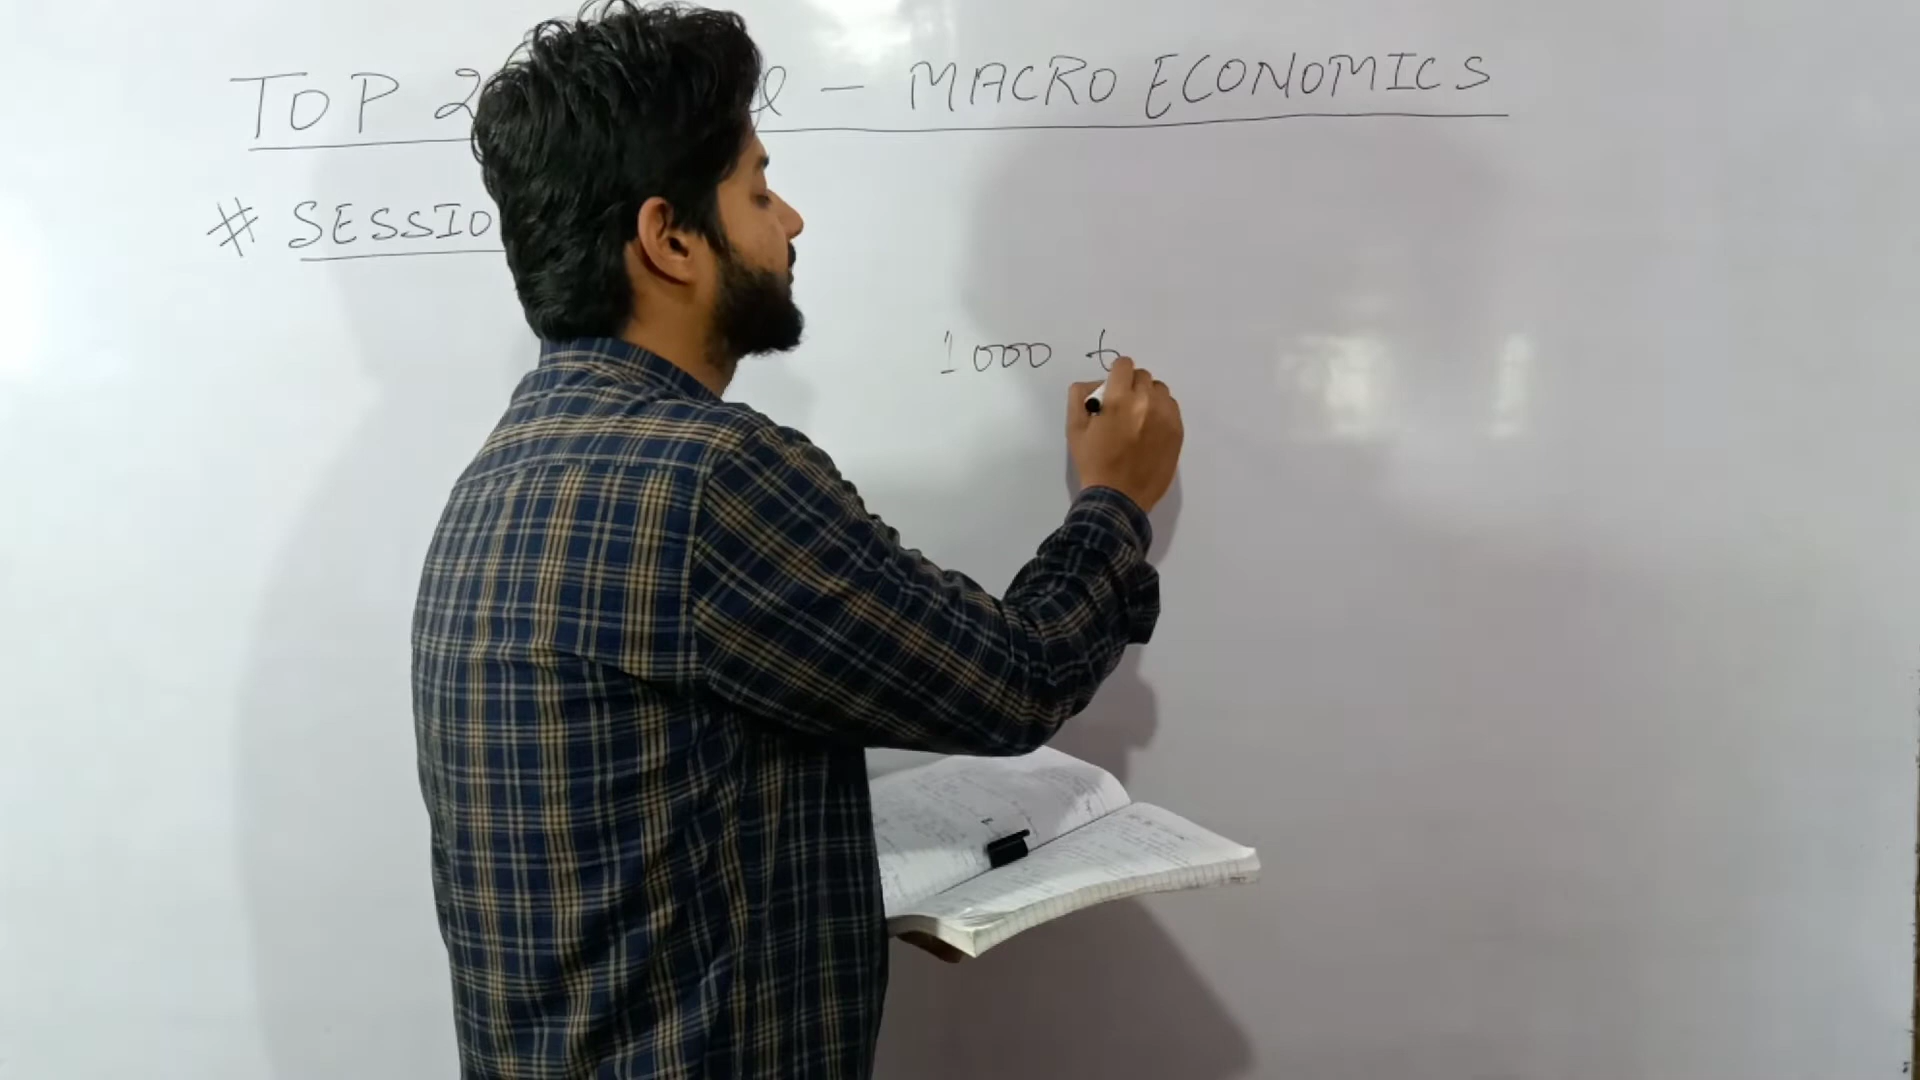 TOP 2 - MACRO ECONOMICS
# SESSIO
1000 t